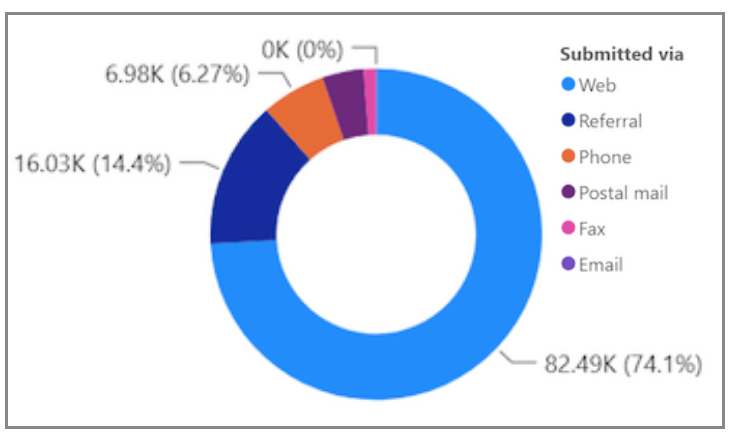 0K (0%)
6.98K (6.27%)
16.03K (14.4%)
82.49K (74.1%)
Submitted via
Web
Referral
Phone
Postal mail
Fax
Email